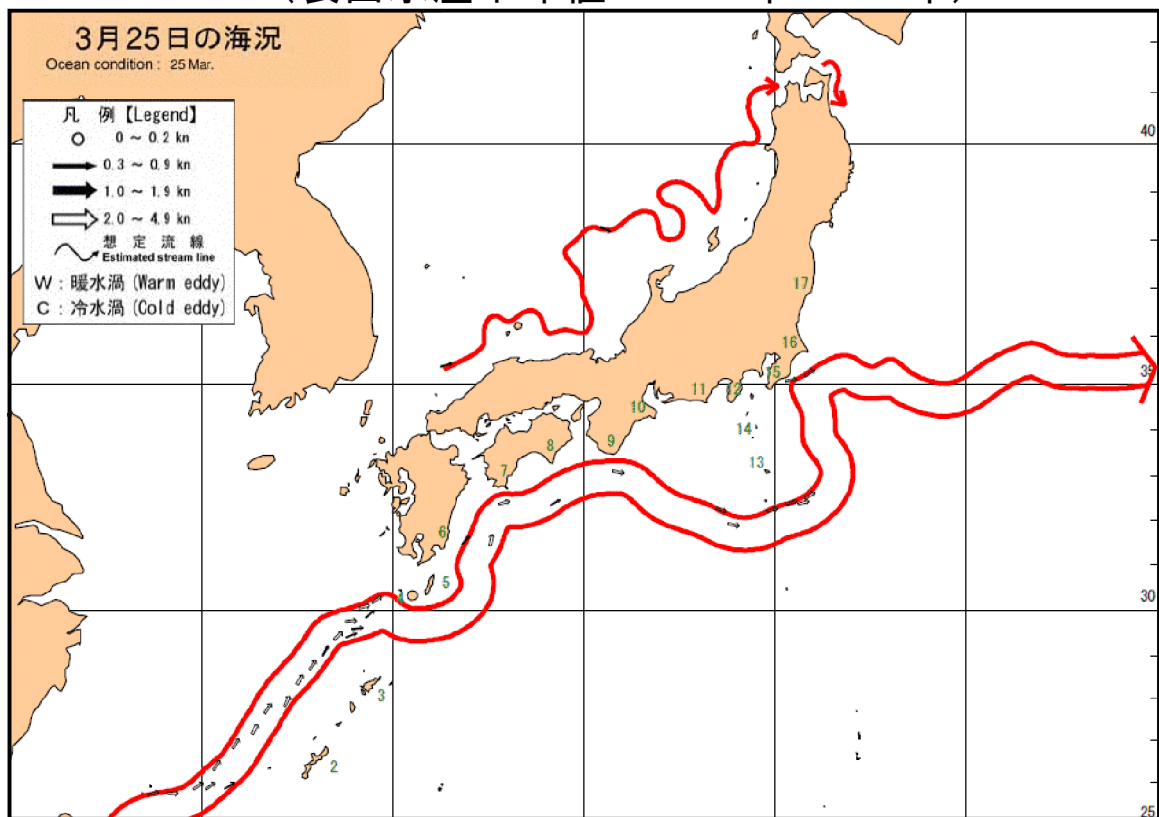 3月25日の海況
Ocean condition : 25 Mar.
凡 例【Legend】
0 ～ 0.2 kn
0.3 ～ 0.9 kn
1.0 ～ 1.9 kn
2.0 ～ 4.9 kn
想 定 流 線
Estimated stream line
W : 暖水渦 (Warm eddy)
C : 冷水渦 (Cold eddy)
40
17
16
35
15
12
11
10
14
9
8
13
7
6
5
30
3
2
25